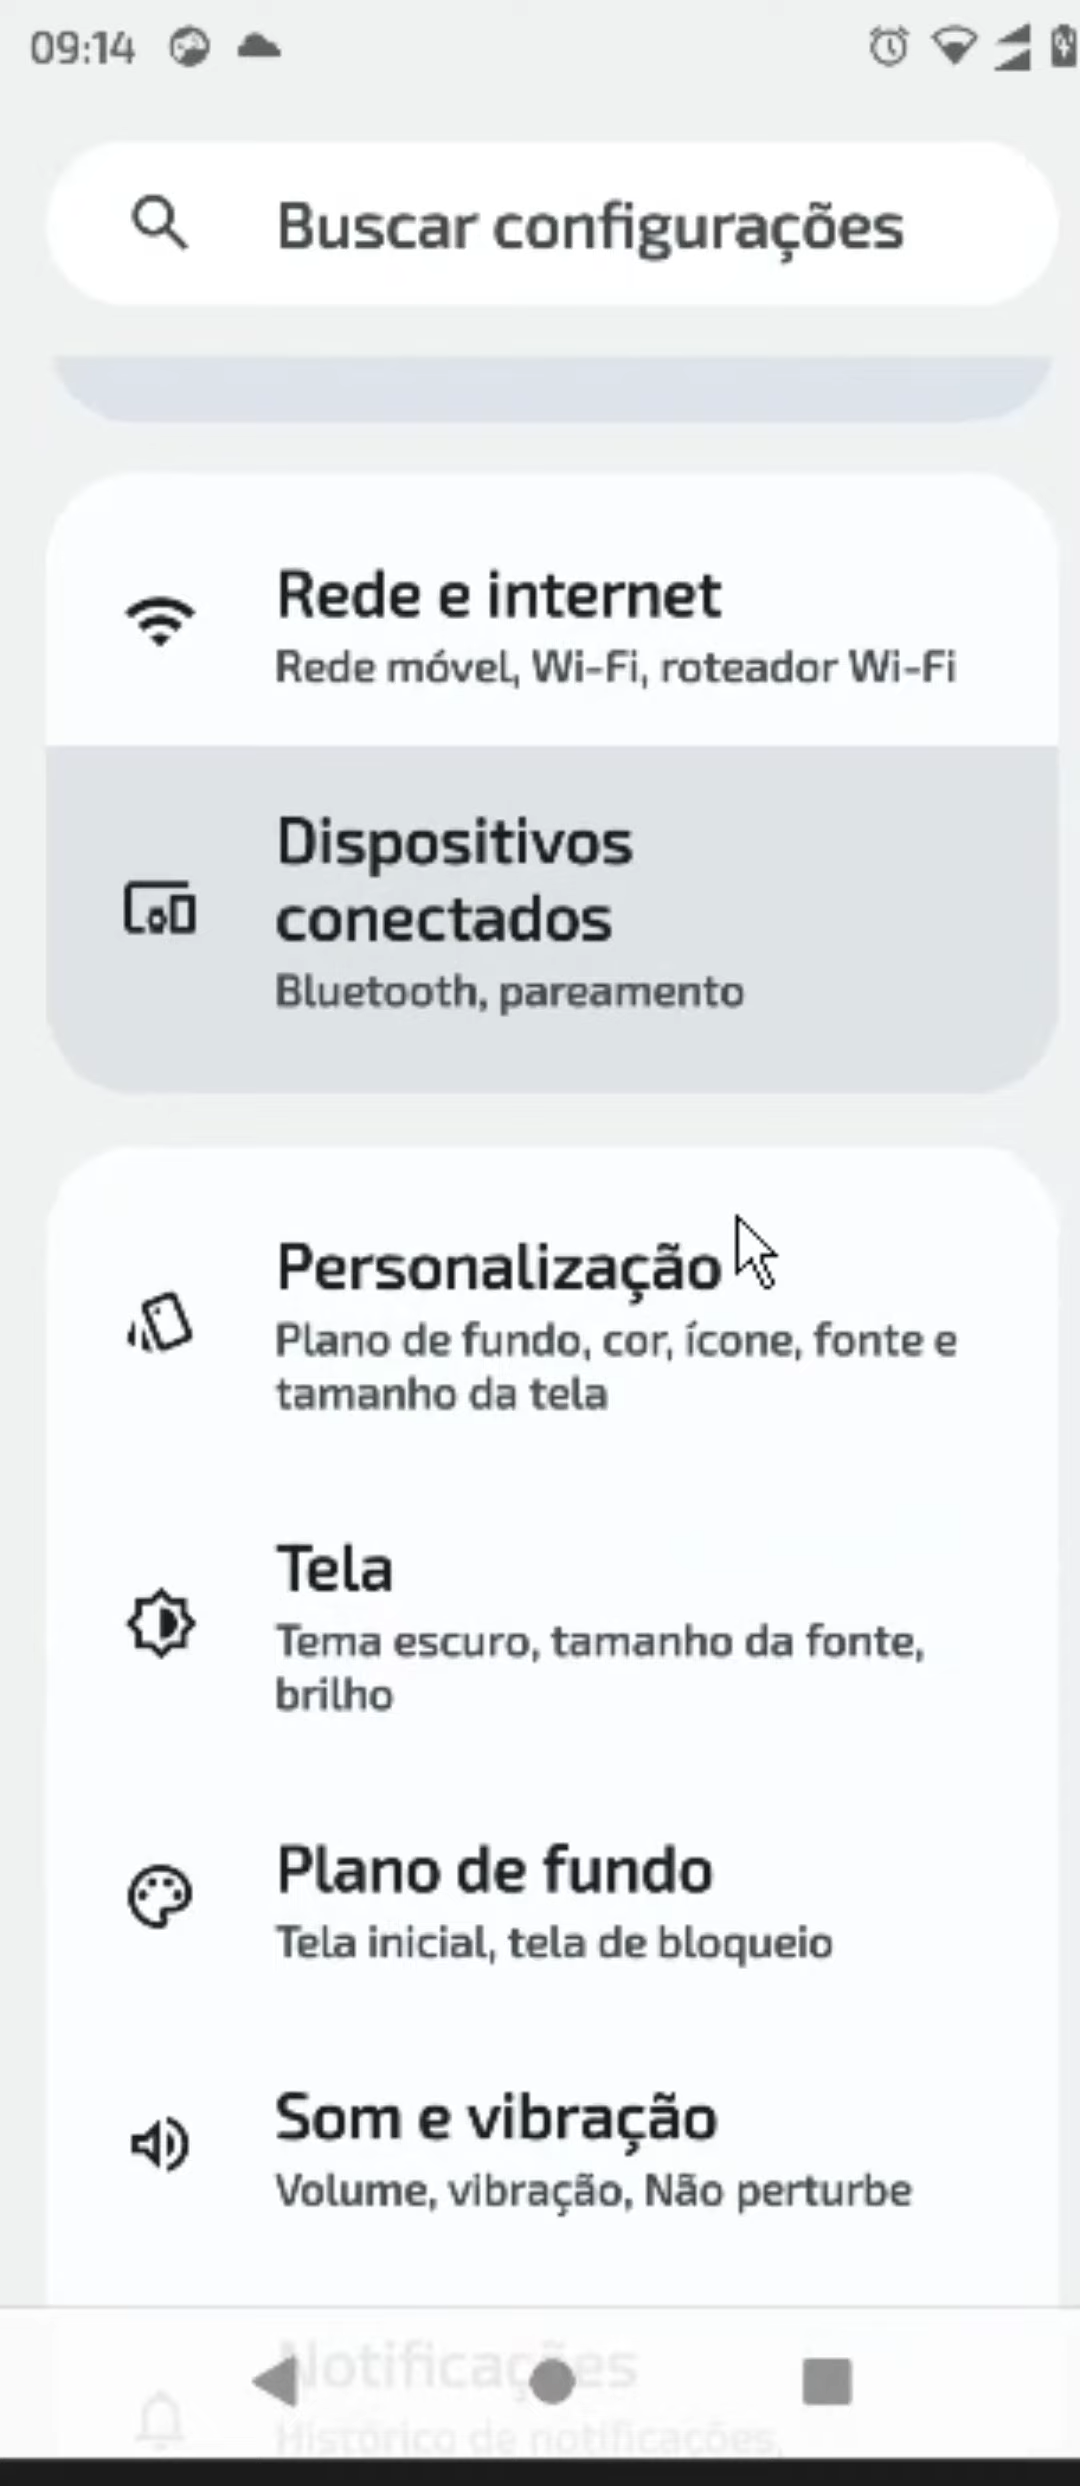 09:14
Buscar configurações
Rede e internet
Rede móvel, Wi-Fi, roteador Wi-Fi
Dispositivos
conectados
Bluetooth, pareamento
Personalização
Plano de fundo, cor, ícone, fonte e
tamanho da tela
Tela
Tema escuro, tamanho da fonte,
brilho
Plano de fundo
Tela inicial, tela de bloqueio
Som e vibração
Volume, vibração, Não perturbe
Notificações
Histórico de notificações,